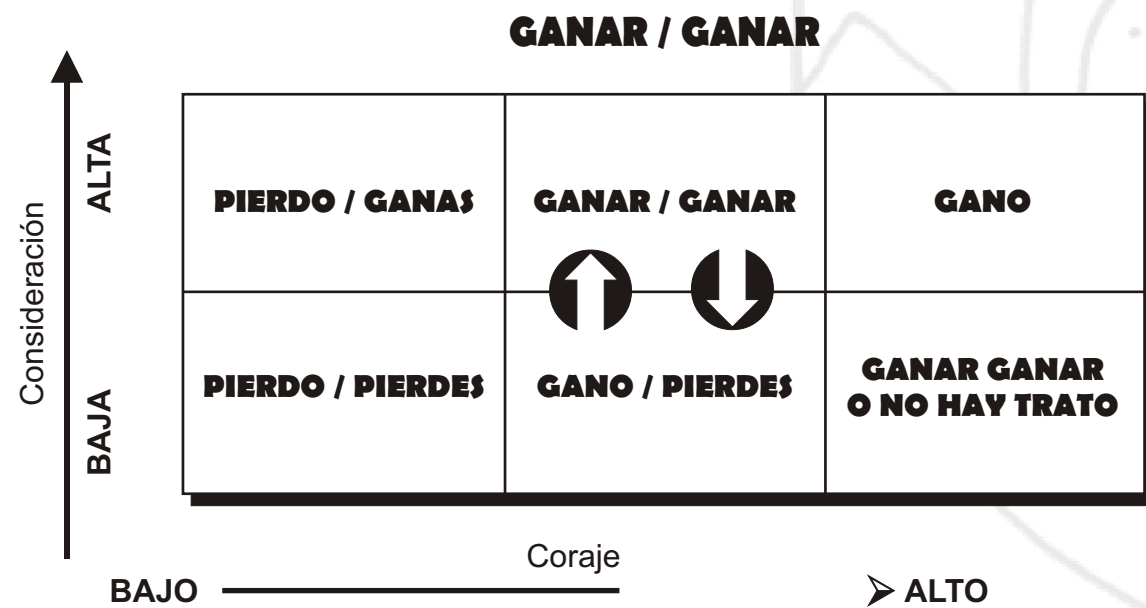 GANAR / GANAR
Consideración
ALTA
BAJA
PIERDO / GANAS
GANAR / GANAR
GANO
PIERDO / PIERDES
GANO / PIERDES
GANAR GANAR
O NO HAY TRATO
Coraje
BAJO
ALTO